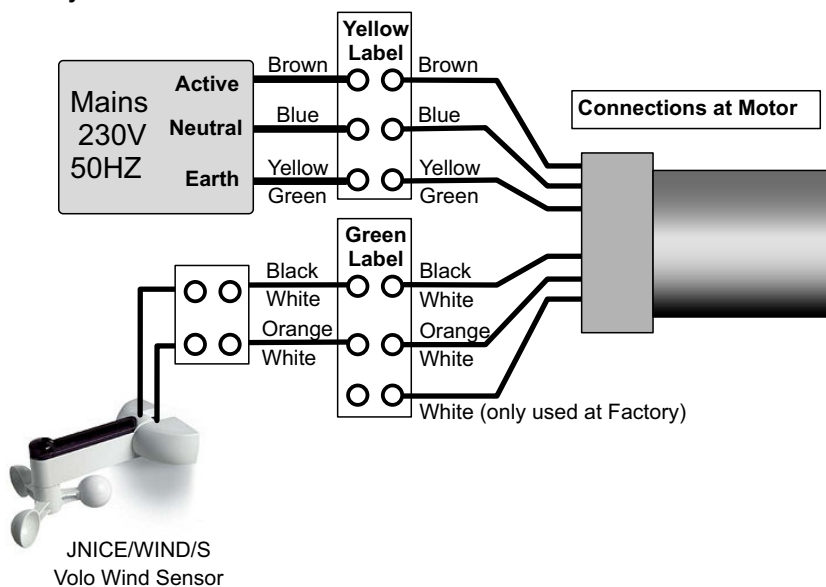 Yellow
Label
Brown
Brown
Active
Mains
230V
50HZ
Blue
Blue
Neutral
Connections at Motor
Yellow
Green
Yellow
Green
Earth
Green
Label
Black
White
Black
White
Orange
White
Orange
White
White (only used at Factory)
JNICE/WIND/S
Volo Wind Sensor